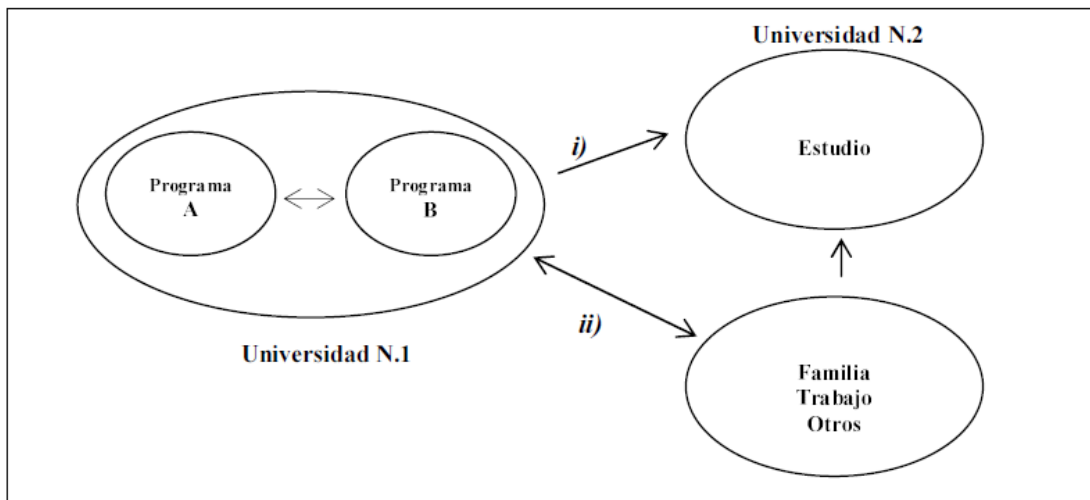 Universidad N.2
Estudio
i)
Programa
A
Programa
B
ii)
Universidad N.1
Familia
Trabajo
Otros